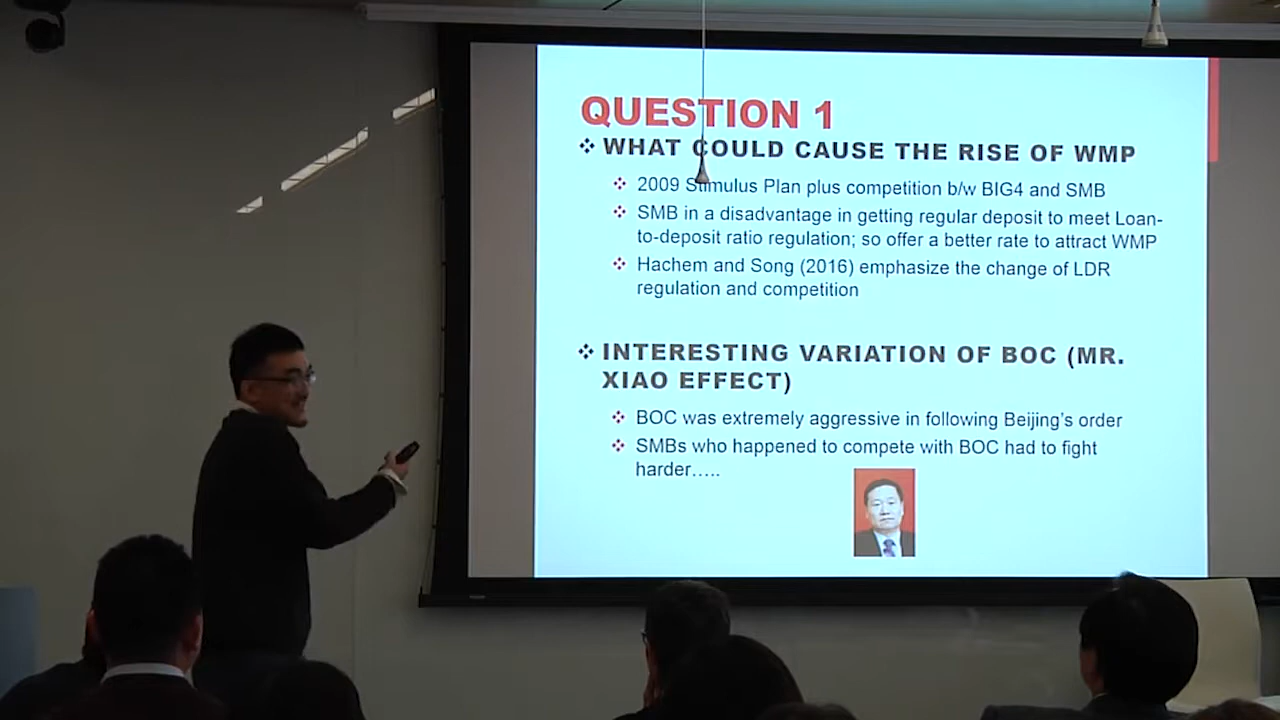 QUESTION 1
WHAT COULD CAUSE THE RISE OF WMP
2009 Stimulus Plan plus competition b/w BIG4 and SMB
SMB in a disadvantage in getting regular deposit to meet Loan-
to-deposit ratio regulation; so offer a better rate to attract WMP
Hachem and Song (2016) emphasize the change of LDR
regulation and competition
INTERESTING VARIATION OF BOC (MR.
XIAO EFFECT)
BOC was extremely aggressive in following Beijing's order
SMBs who happened to compete with BOC had to fight
harder…..